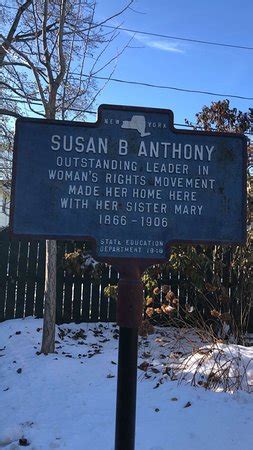 NEW YORK
SUSAN B ANTHONY
OUTSTANDING LEADER IN
WOMAN'S RIGHTS MOVEMENT
MADE HER HOME HERE
WITH HER SISTER MARY
1866-1906
STATE EDUCATION
DEPARTMENT